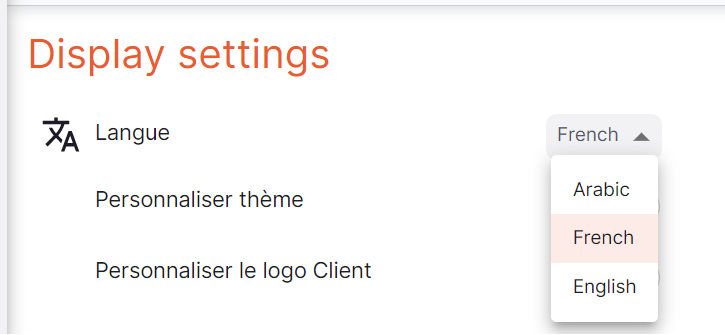 Display settings
Langue
French
Arabic
Personnaliser thème
French
Personnaliser le logo Client
English